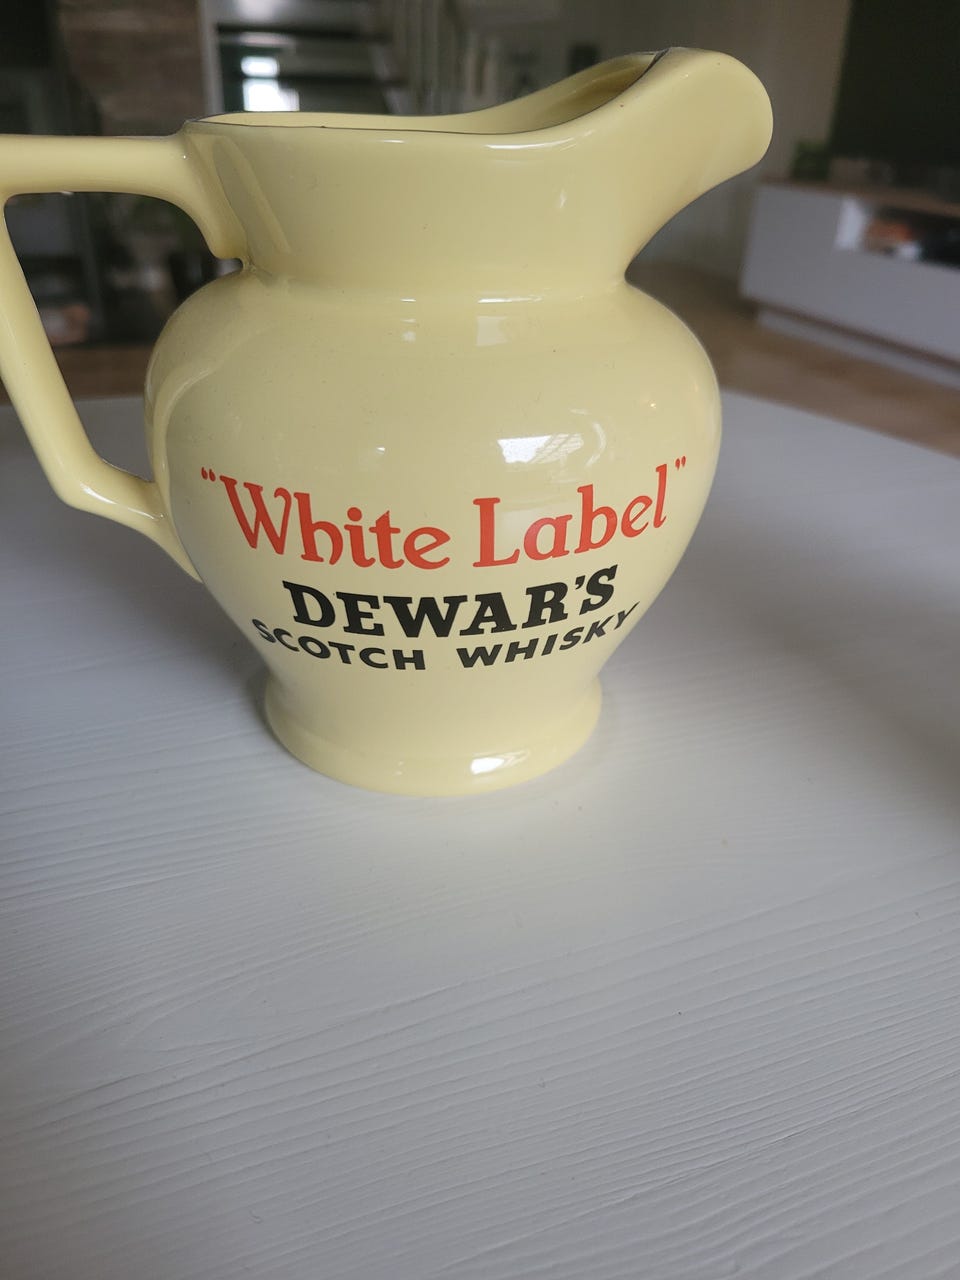 "White Label"
DEWAR'S
SCOTCH WHISKY